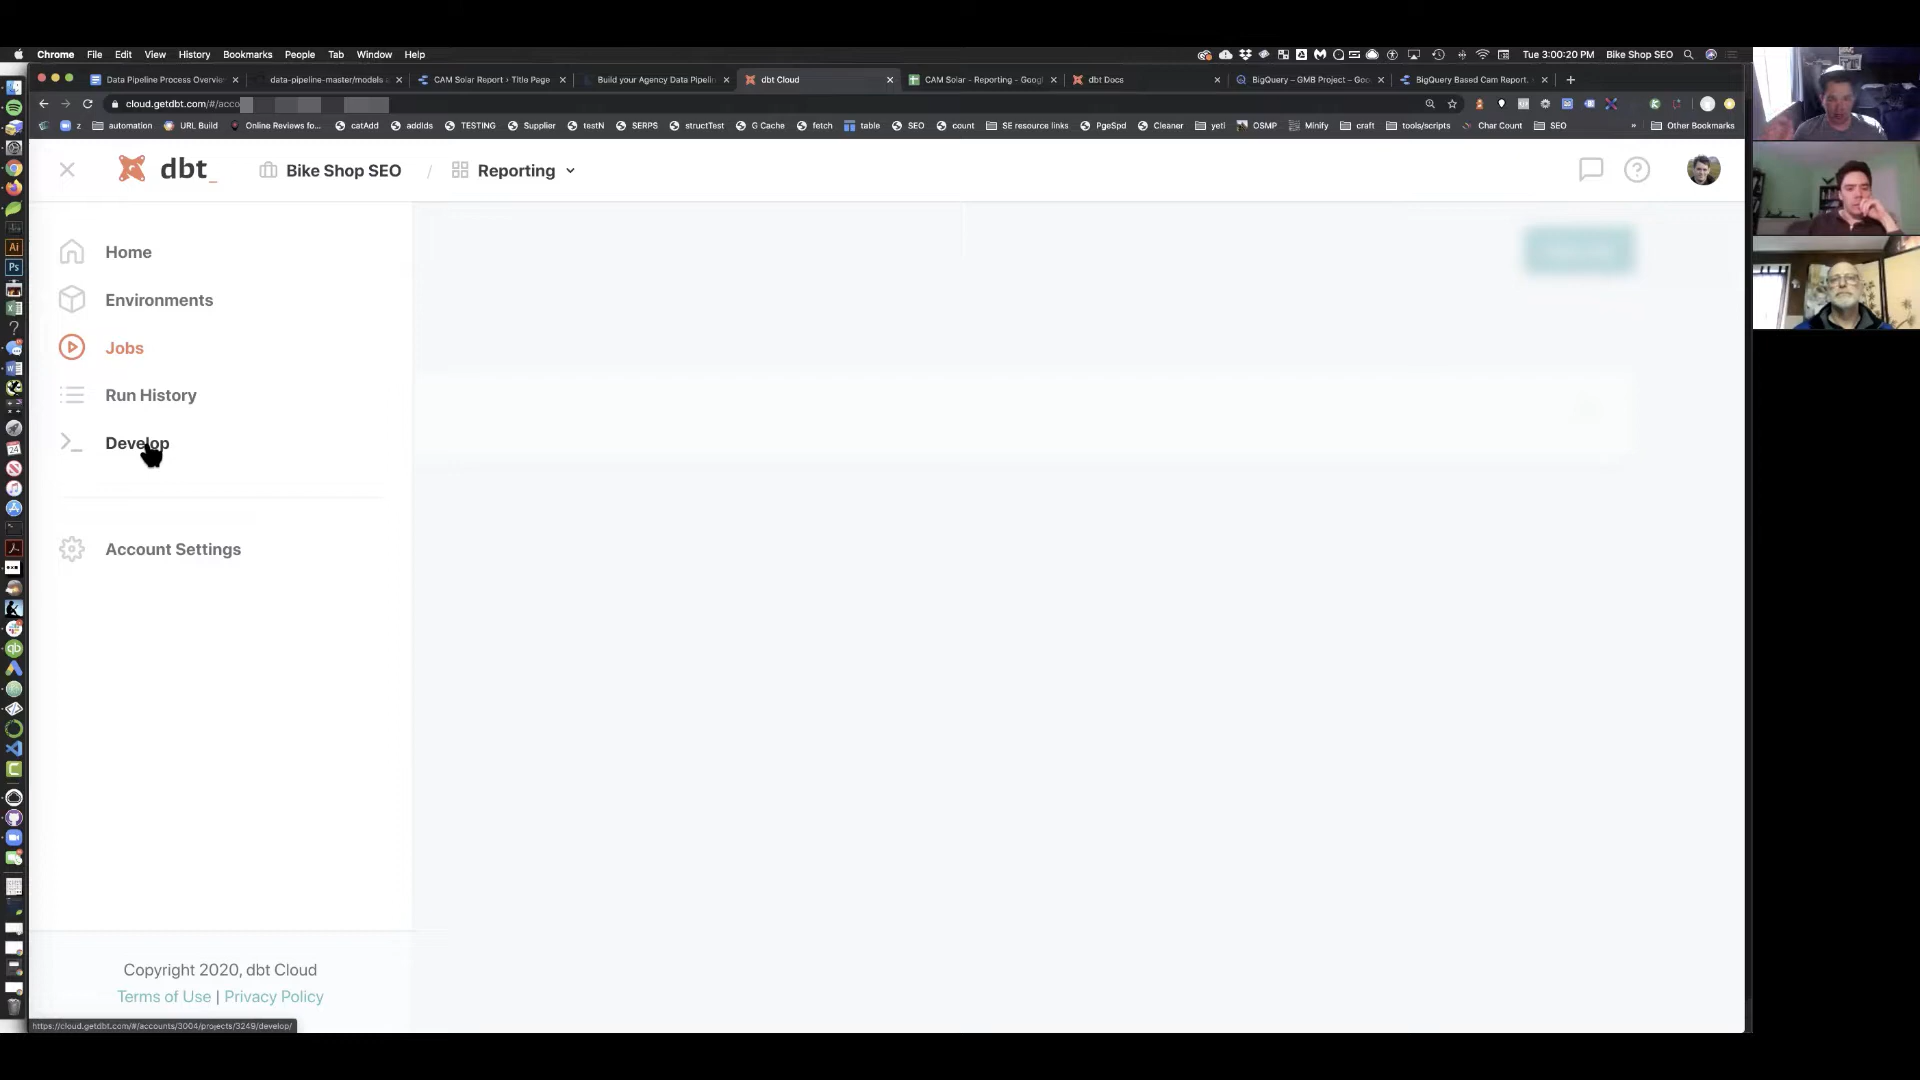 Chrome File Edit View History Bookmarks People Tab Window Help Tue 3:00:20 PM Bike Shop SEO
Data Pipeline Process Overvie data-pipeline-master/models CAM Solar Report › Title Page Build your Agency Data Pipelin dbt Cloud CAM Solar - Reporting - Googl dbt Docs BigQuery – GMB Project – Goo BigQuery Based Cam Report.
cloud.getdbt.com/#/acco
z automation URL Build Online Reviews fo... catAdd addIds TESTING Supplier testN SERPS structTest G Cache fetch table SEO count SE resource links PgeSpd Cleaner yeti OSMP Minify craft tools/scripts Char Count SEO » Other Bookmarks
dbt_ Bike Shop SEO / Reporting
Home
Environments
Jobs
Run History
Develop
Account Settings
Copyright 2020, dbt Cloud
Terms of Use | Privacy Policy
https://cloud.getdbt.com/#/accounts/3004/projects/3249/develop/
Ai
Ps
24
qb